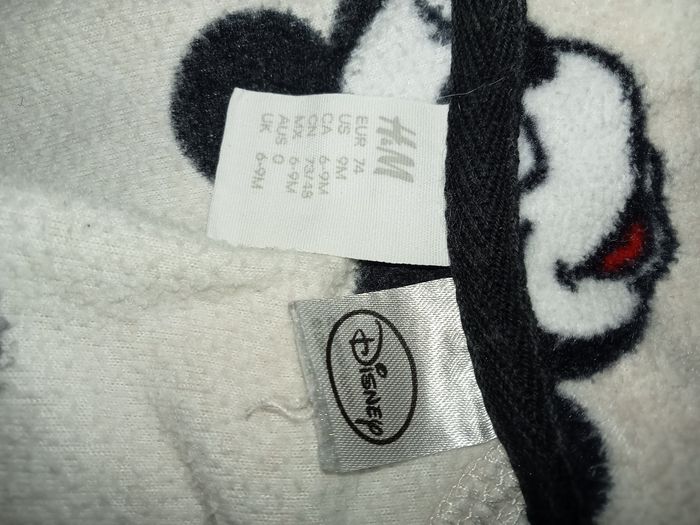 H&M
EUR 74
US 9M
CA 6-9M
CN 73/48
MX 6-9M
AUS 0
UK 6-9M
DISNEY